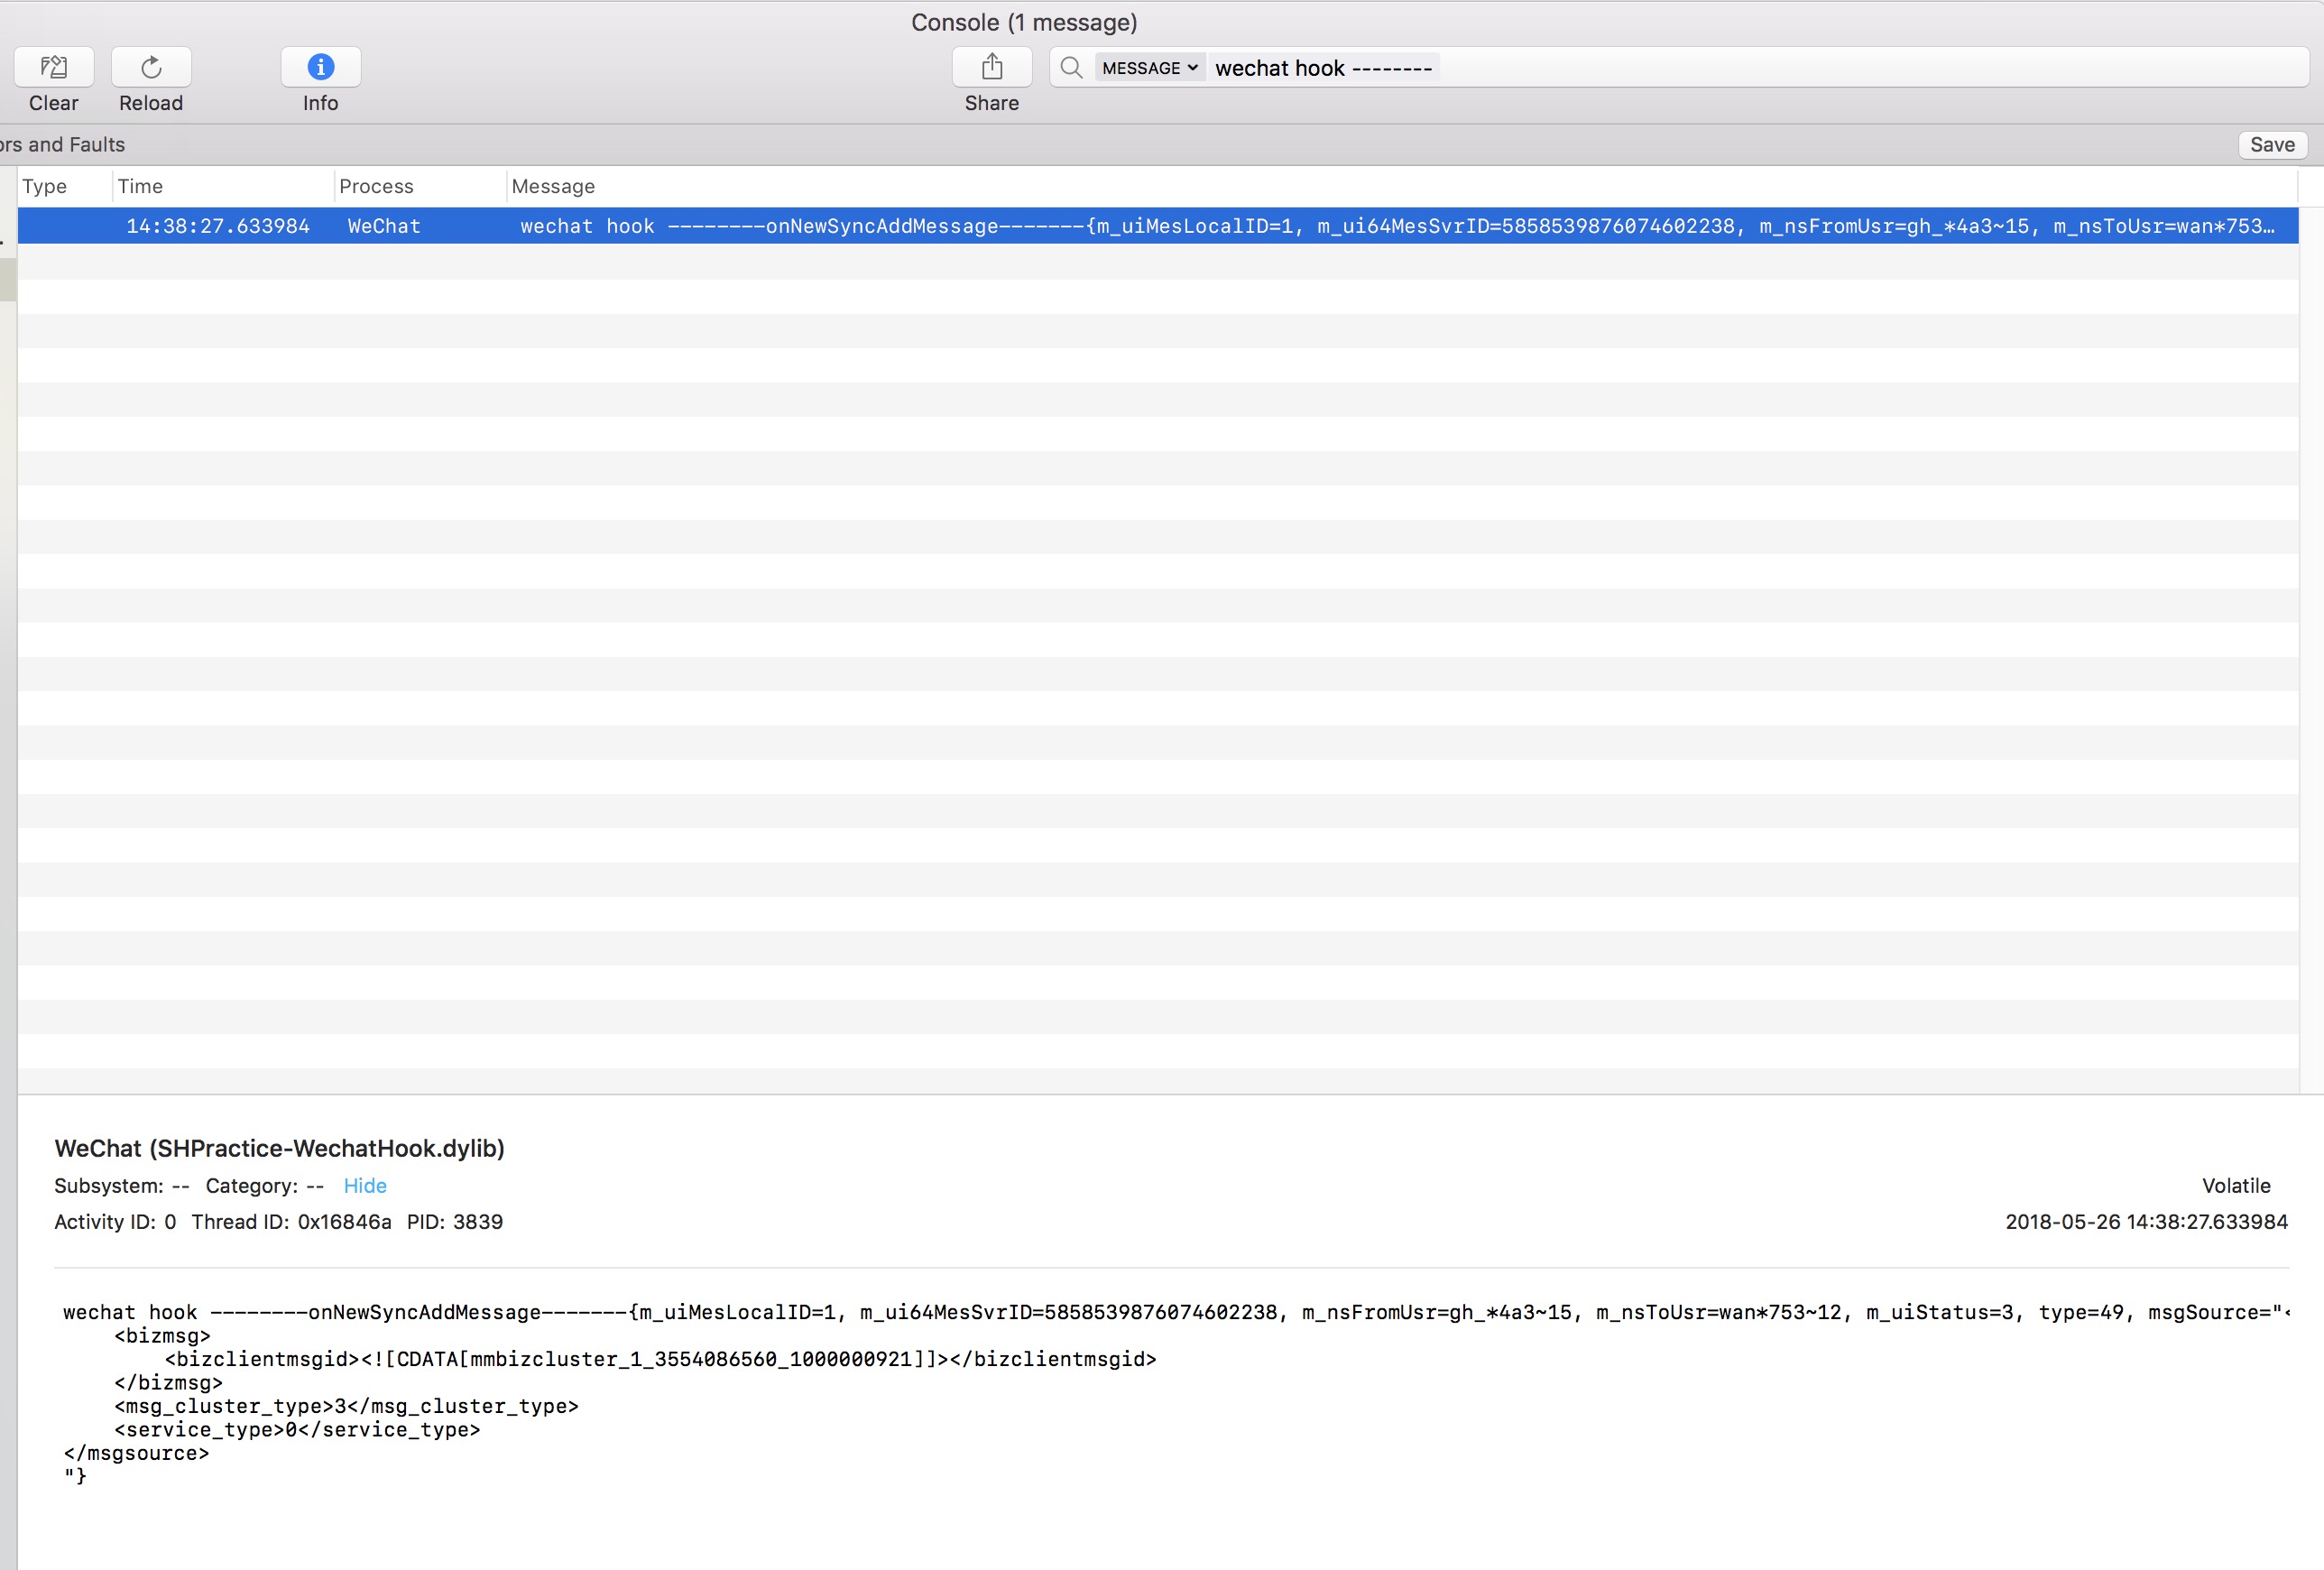 Console (1 message)
Clear Reload Info Share MESSAGE wechat hook --------
ors and Faults Save
Type Time Process Message
14:38:27.633984 WeChat wechat hook --------onNewSyncAddMessage-------{m_uiMesLocalID=1, m_ui64MesSvrID=5858539876074602238, m_nsFromUsr=gh_*4a3~15, m_nsToUsr=wan*753…
WeChat (SHPractice-WechatHook.dylib)
Subsystem: -- Category: -- Hide Volatile
Activity ID: 0 Thread ID: 0x16846a PID: 3839 2018-05-26 14:38:27.633984
wechat hook --------onNewSyncAddMessage-------{m_uiMesLocalID=1, m_ui64MesSvrID=5858539876074602238, m_nsFromUsr=gh_*4a3~15, m_nsToUsr=wan*753~12, m_uiStatus=3, type=49, msgSource="<
<bizmsg>
<bizclientmsgid><![CDATA[mmbizcluster_1_3554086560_1000000921]]></bizclientmsgid>
</bizmsg>
<msg_cluster_type>3</msg_cluster_type>
<service_type>0</service_type>
</msgsource>
"}